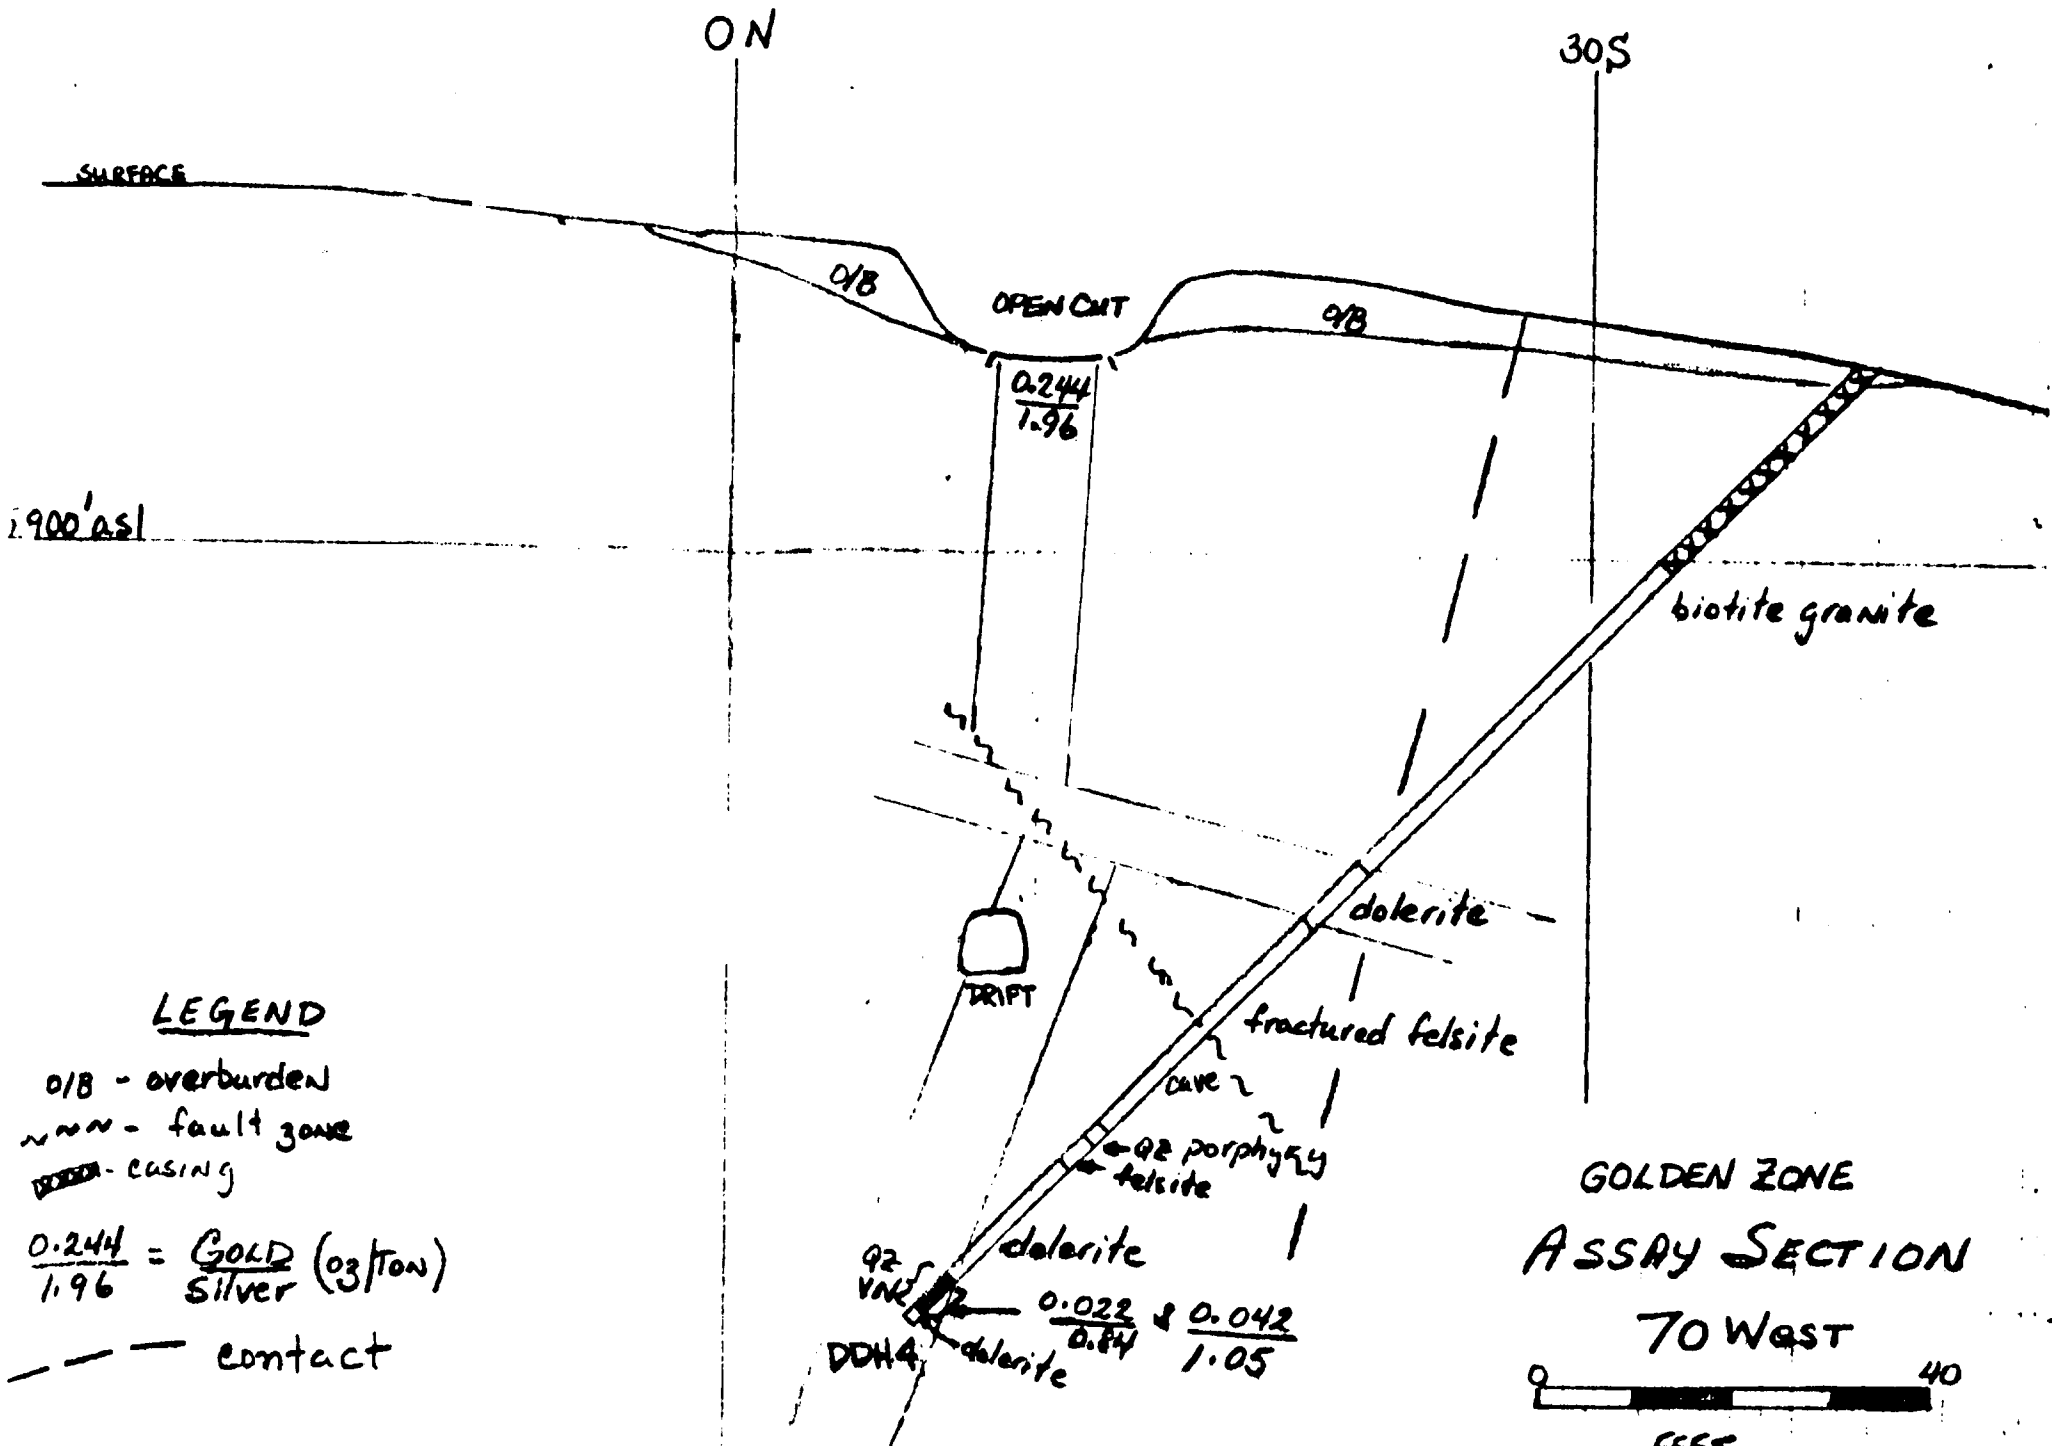 0 N
30S
SURFACE
O/B
OPEN CUT
O/B
0.244
1.96
900' asl
biotite granite
dolerite
DRIFT
fractured felsite
cave
QZ porphyry
felsite
dolerite
QZ
VN
0.022 & 0.042
0.84 1.05
DDH4
dolerite
LEGEND
O/B - overburden
~~~ - fault zone
- casing
0.244 = GOLD (oz/TON)
1.96 Silver
contact
GOLDEN ZONE
ASSAY SECTION
70 West
0 40